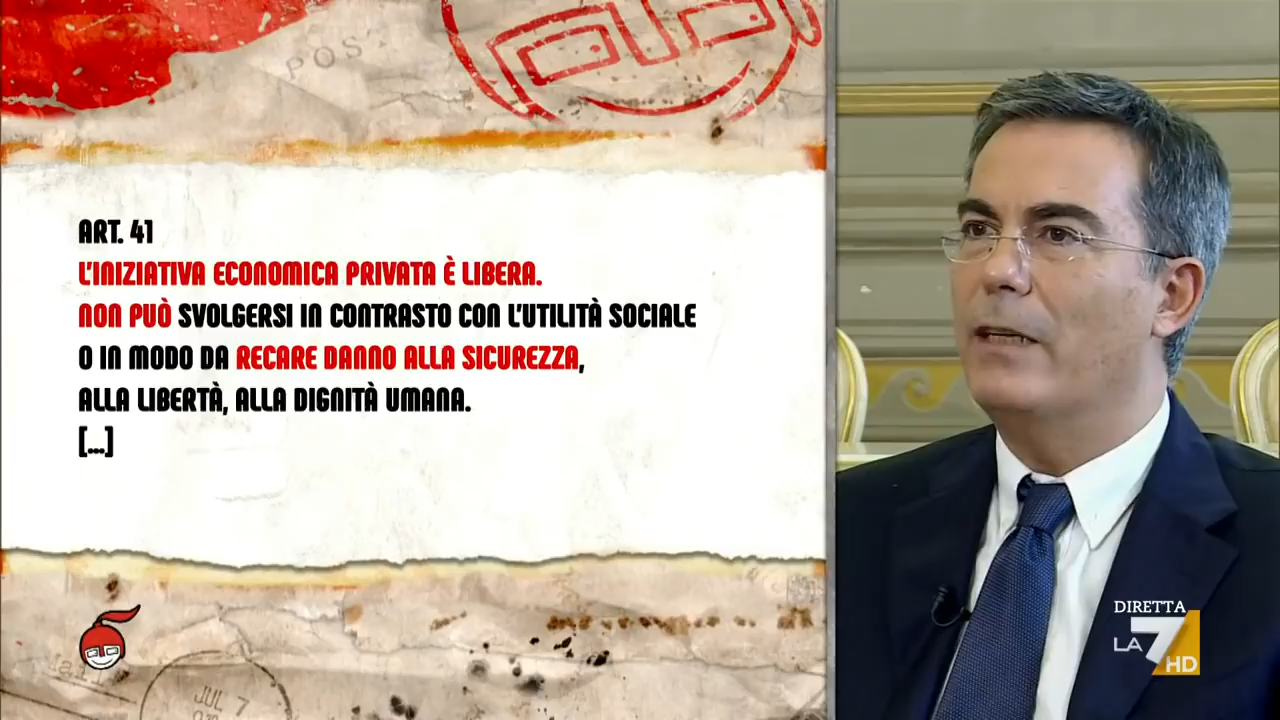 POS
ART. 41
L'INIZIATIVA ECONOMICA PRIVATA È LIBERA.
NON PUÒ SVOLGERSI IN CONTRASTO CON L'UTILITÀ SOCIALE
O IN MODO DA RECARE DANNO ALLA SICUREZZA,
ALLA LIBERTÀ, ALLA DIGNITÀ UMANA.
[...]
JUL 7
DIRETTA
LA 7 HD